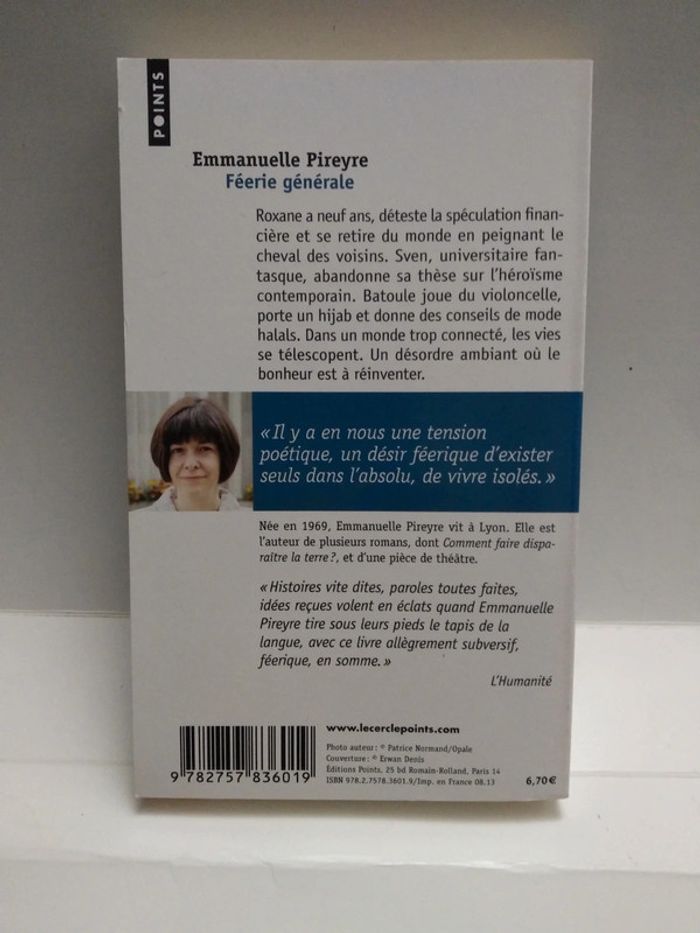 POINTS
Emmanuelle Pireyre
Féerie générale
Roxane a neuf ans, déteste la spéculation finan-
cière et se retire du monde en peignant le
cheval des voisins. Sven, universitaire fan-
tasque, abandonne sa thèse sur l'héroïsme
contemporain. Batoule joue du violoncelle,
porte un hijab et donne des conseils de mode
halals. Dans un monde trop connecté, les vies
se télescopent. Un désordre ambiant où le
bonheur est à réinventer.
« Il y a en nous une tension
poétique, un désir féerique d'exister
seuls dans l'absolu, de vivre isolés. »
Née en 1969, Emmanuelle Pireyre vit à Lyon. Elle est
l'auteur de plusieurs romans, dont Comment faire dispa-
raître la terre ?, et d'une pièce de théâtre.
« Histoires vite dites, paroles toutes faites,
idées reçues volent en éclats quand Emmanuelle
Pireyre tire sous leurs pieds le tapis de la
langue, avec ce livre allègrement subversif,
féerique, en somme. »
L'Humanité
www.lecerclepoints.com
Photo auteur : © Patrice Normand/Opale
Couverture : © Erwan Denis
Éditions Points, 25 bd Romain-Rolland, Paris 14
ISBN 978.2.7578.3601.9/Imp. en France 08.13
9 782757 836019
6,70€